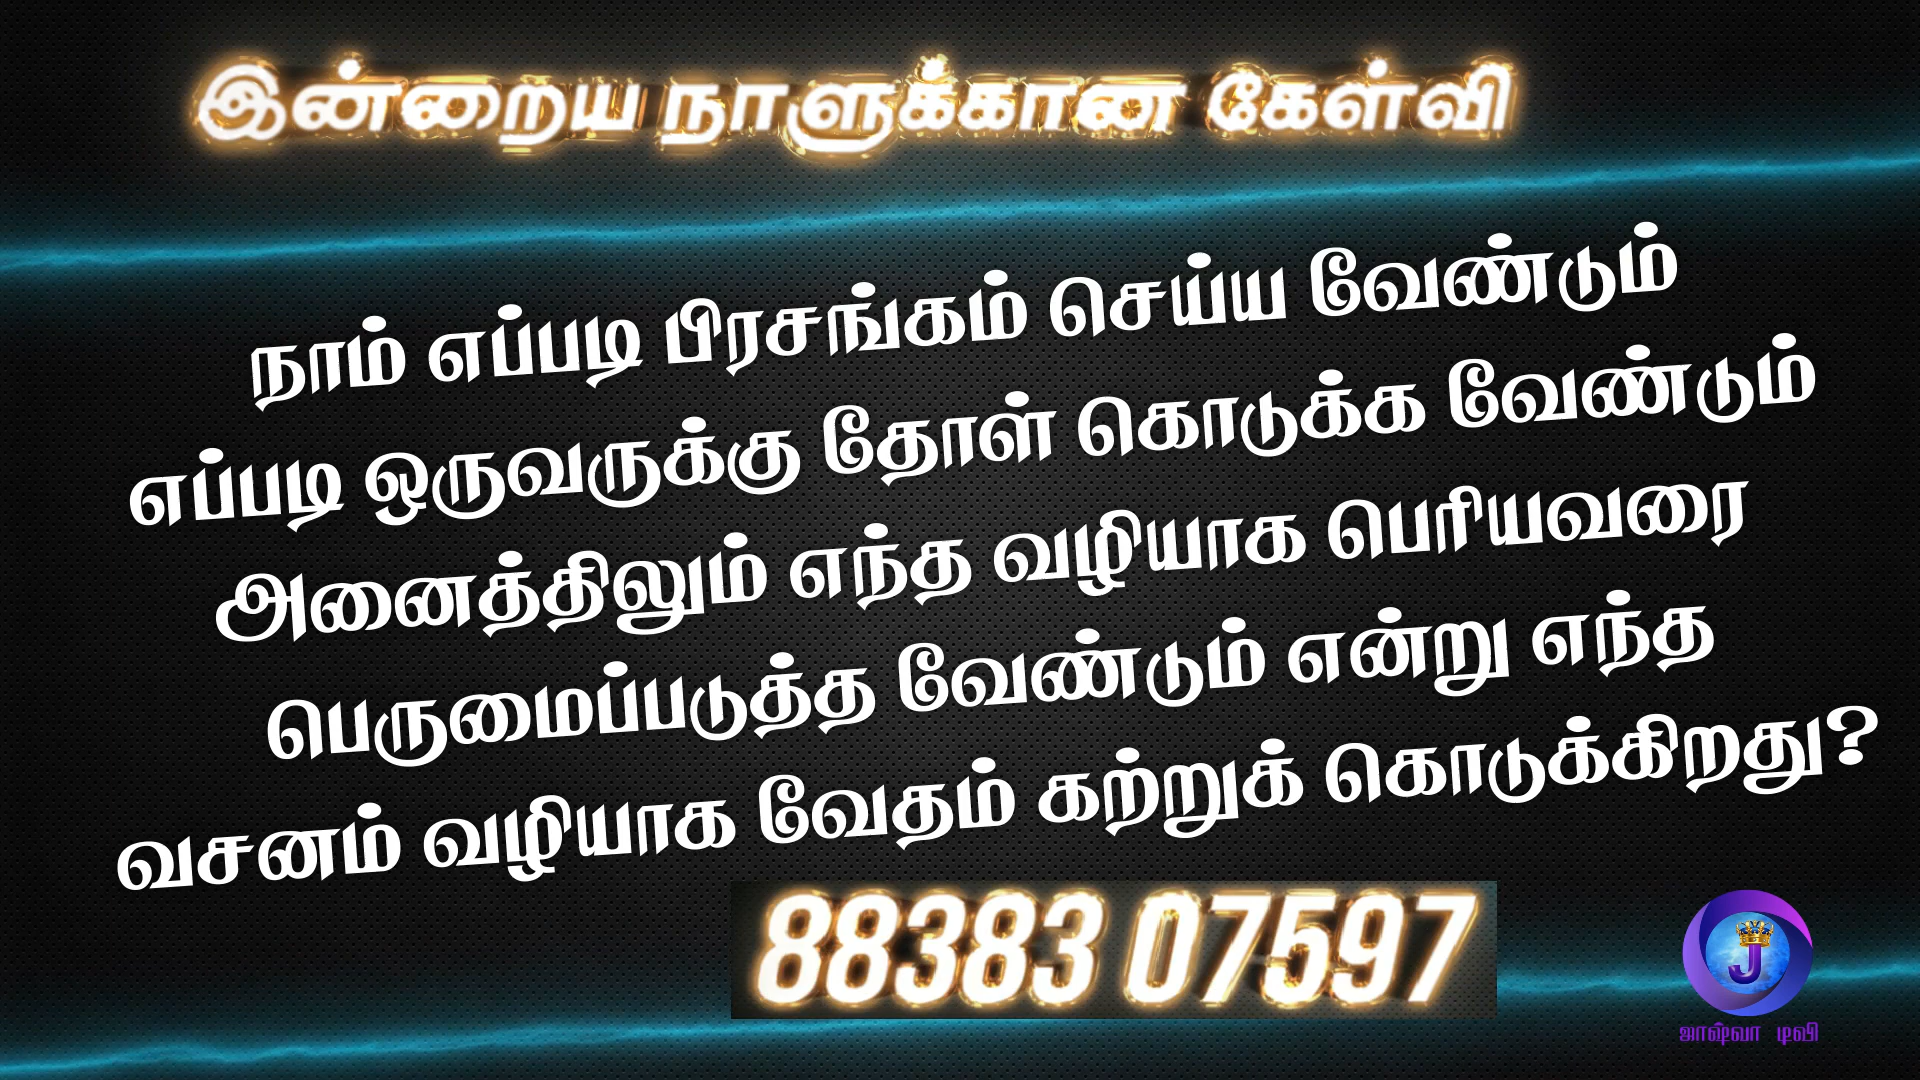 இன்றைய நாளுக்கான கேள்வி
நாம் எப்படி பிரசங்கம் செய்ய வேண்டும்
எப்படி ஒருவருக்கு தோள் கொடுக்க வேண்டும்
அனைத்திலும் எந்த வழியாக பெரியவரை
பெருமைப்படுத்த வேண்டும் என்று எந்த
வசனம் வழியாக வேதம் கற்றுக் கொடுக்கிறது?
88383 07597
J
ஜாஷ்வா டிவி